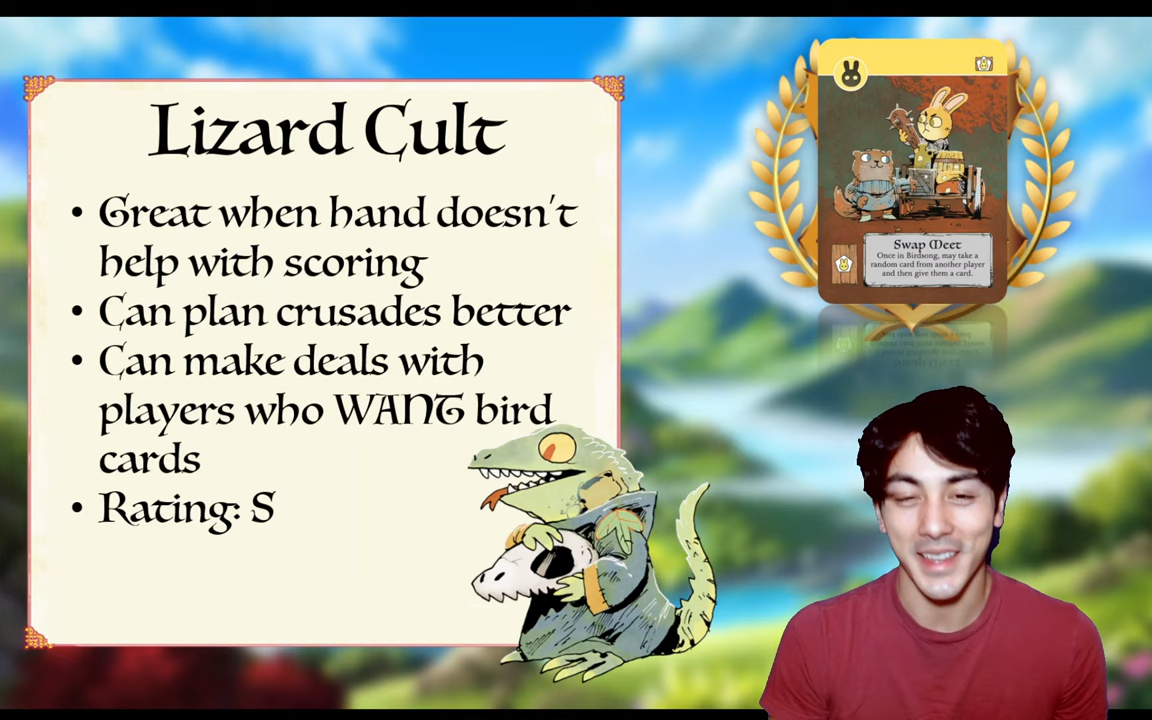 Lizard Cult
• Great when hand doesn't
help with scoring
• Can plan crusades better
• Can make deals with
players who WANT bird
cards
• Rating: S
Swap Meet
Once in Birdsong, may take a
random card from another player
and then give them a card.